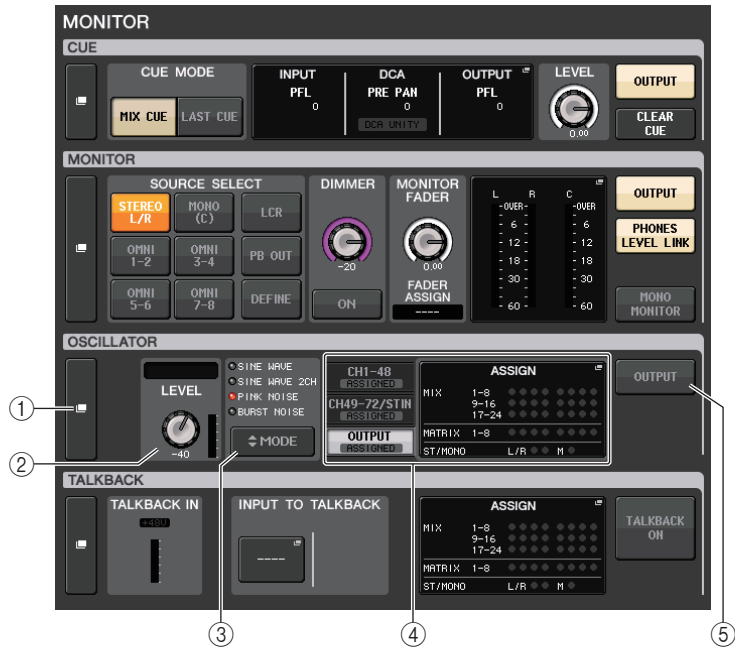 MONITOR
CUE
CUE MODE
MIX CUE
LAST CUE
INPUT
PFL
0
DCA
PRE PAN
0
DCA UNITY
OUTPUT
PFL
0
LEVEL
0.00
OUTPUT
CLEAR
CUE
MONITOR
SOURCE SELECT
STEREO
L/R
MONO
(C)
LCR
OMNI
1-2
OMNI
3-4
PB OUT
OMNI
5-6
OMNI
7-8
DEFINE
DIMMER
-20
ON
MONITOR
FADER
0.00
FADER
ASSIGN
----
L R C
-OVER- -OVER
6 6
12 12
18 18
30 30
60 60
OUTPUT
PHONES
LEVEL LINK
MONO
MONITOR
OSCILLATOR
LEVEL
-40
SINE WAVE
SINE WAVE 2CH
PINK NOISE
BURST NOISE
MODE
CH1-48
ASSIGNED
CH49-72/STIN
ASSIGNED
OUTPUT
ASSIGNED
ASSIGN
MIX 1-8
9-16
17-24
MATRIX 1-8
ST/MONO L/R M
OUTPUT
TALKBACK
TALKBACK IN
+48V
INPUT TO TALKBACK
----
ASSIGN
MIX 1-8
9-16
17-24
MATRIX 1-8
ST/MONO L/R M
TALKBACK
ON
1
2
3
4
5